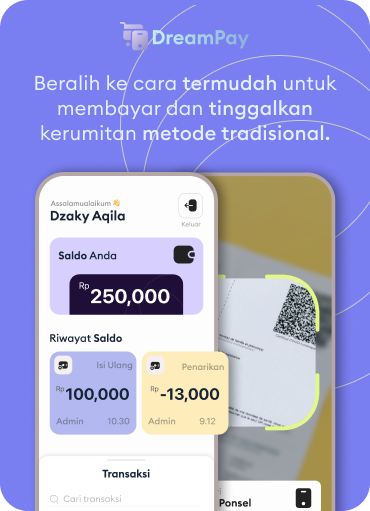 DreamPay
Beralih ke cara termudah untuk
membayar dan tinggalkan
kerumitan metode tradisional.
Assalamualaikum 👋
Dzaky Aqila
Keluar
Saldo Anda
Rp 250,000
Riwayat Saldo
Isi Ulang
Rp 100,000
Admin 10.30
Penarikan
Rp -13,000
Admin 9.12
Transaksi
Cari transaksi
Ponsel